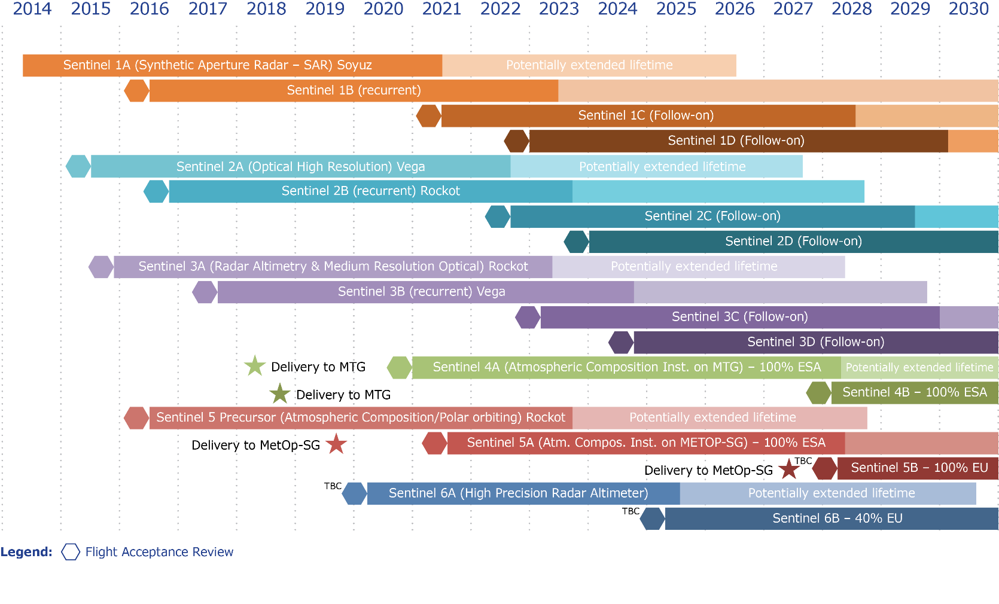 2014 2015 2016 2017 2018 2019 2020 2021 2022 2023 2024 2025 2026 2027 2028 2029 2030
Sentinel 1A (Synthetic Aperture Radar – SAR) Soyuz Potentially extended lifetime
Sentinel 1B (recurrent)
Sentinel 1C (Follow-on)
Sentinel 1D (Follow-on)
Sentinel 2A (Optical High Resolution) Vega Potentially extended lifetime
Sentinel 2B (recurrent) Rockot
Sentinel 2C (Follow-on)
Sentinel 2D (Follow-on)
Sentinel 3A (Radar Altimetry & Medium Resolution Optical) Rockot Potentially extended lifetime
Sentinel 3B (recurrent) Vega
Sentinel 3C (Follow-on)
Sentinel 3D (Follow-on)
Delivery to MTG Sentinel 4A (Atmospheric Composition Inst. on MTG) – 100% ESA Potentially extended lifetime
Delivery to MTG Sentinel 4B – 100% ESA
Sentinel 5 Precursor (Atmospheric Composition/Polar orbiting) Rockot Potentially extended lifetime
Delivery to MetOp-SG Sentinel 5A (Atm. Compos. Inst. on METOP-SG) – 100% ESA
Delivery to MetOp-SG TBC Sentinel 5B – 100% EU
TBC Sentinel 6A (High Precision Radar Altimeter) Potentially extended lifetime
TBC Sentinel 6B – 40% EU
Legend: Flight Acceptance Review